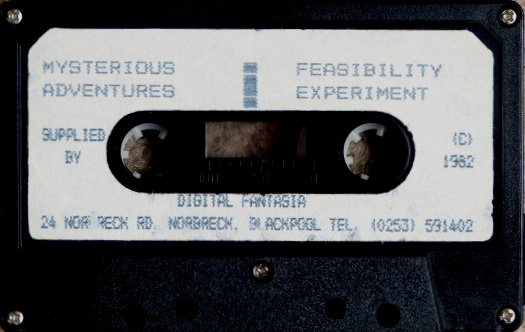 MYSTERIOUS
ADVENTURES
FEASIBILITY
EXPERIMENT
SUPPLIED
BY
(C)
1982
DIGITAL FANTASIA
24 NORBRECK RD. NORBRECK. BLACKPOOL TEL. (0253) 591402